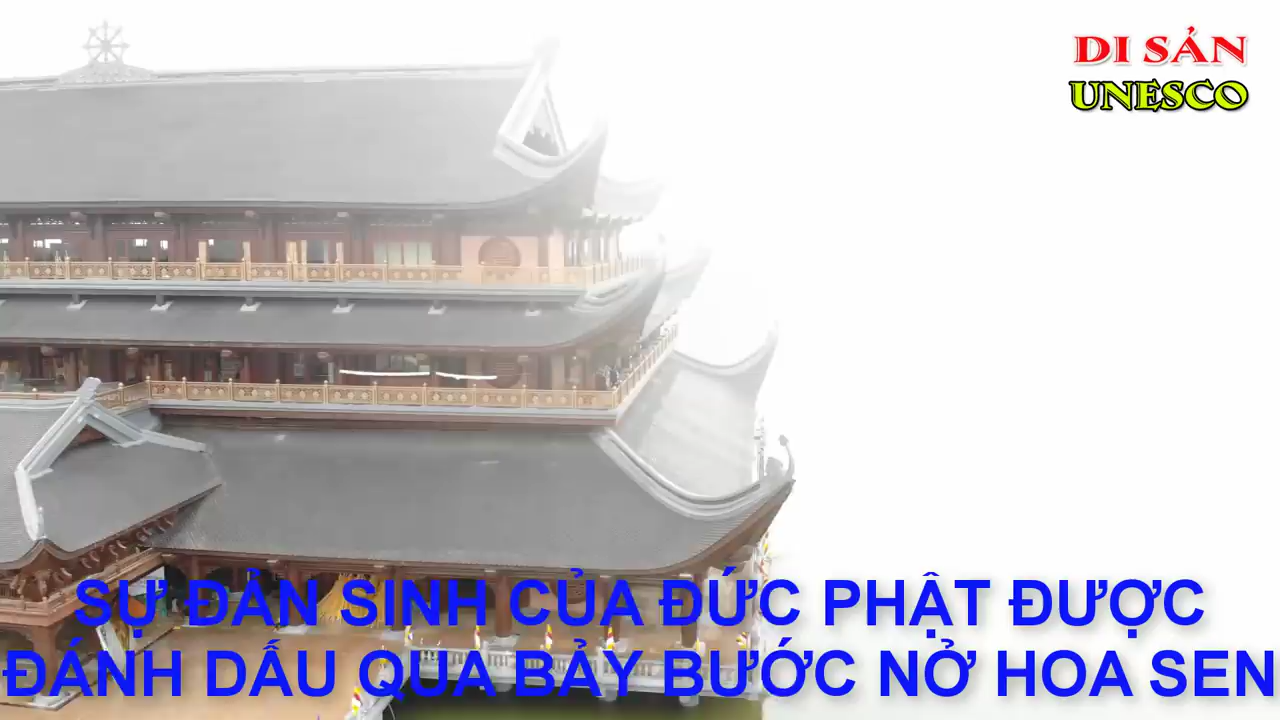 DI SẢN
UNESCO
SỰ ĐẢN SINH CỦA ĐỨC PHẬT ĐƯỢC
ĐÁNH DẤU QUA BẢY BƯỚC NỞ HOA SEN